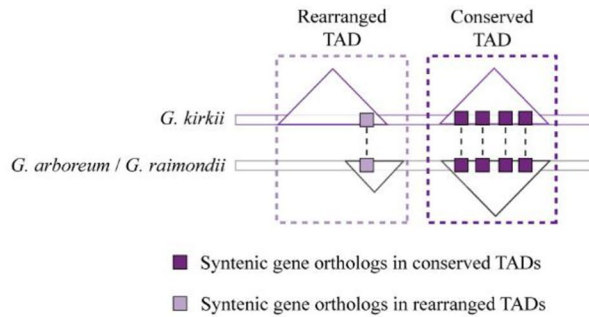 Rearranged
TAD
Conserved
TAD
G. kirkii
G. arboreum / G. raimondii
Syntenic gene orthologs in conserved TADs
Syntenic gene orthologs in rearranged TADs